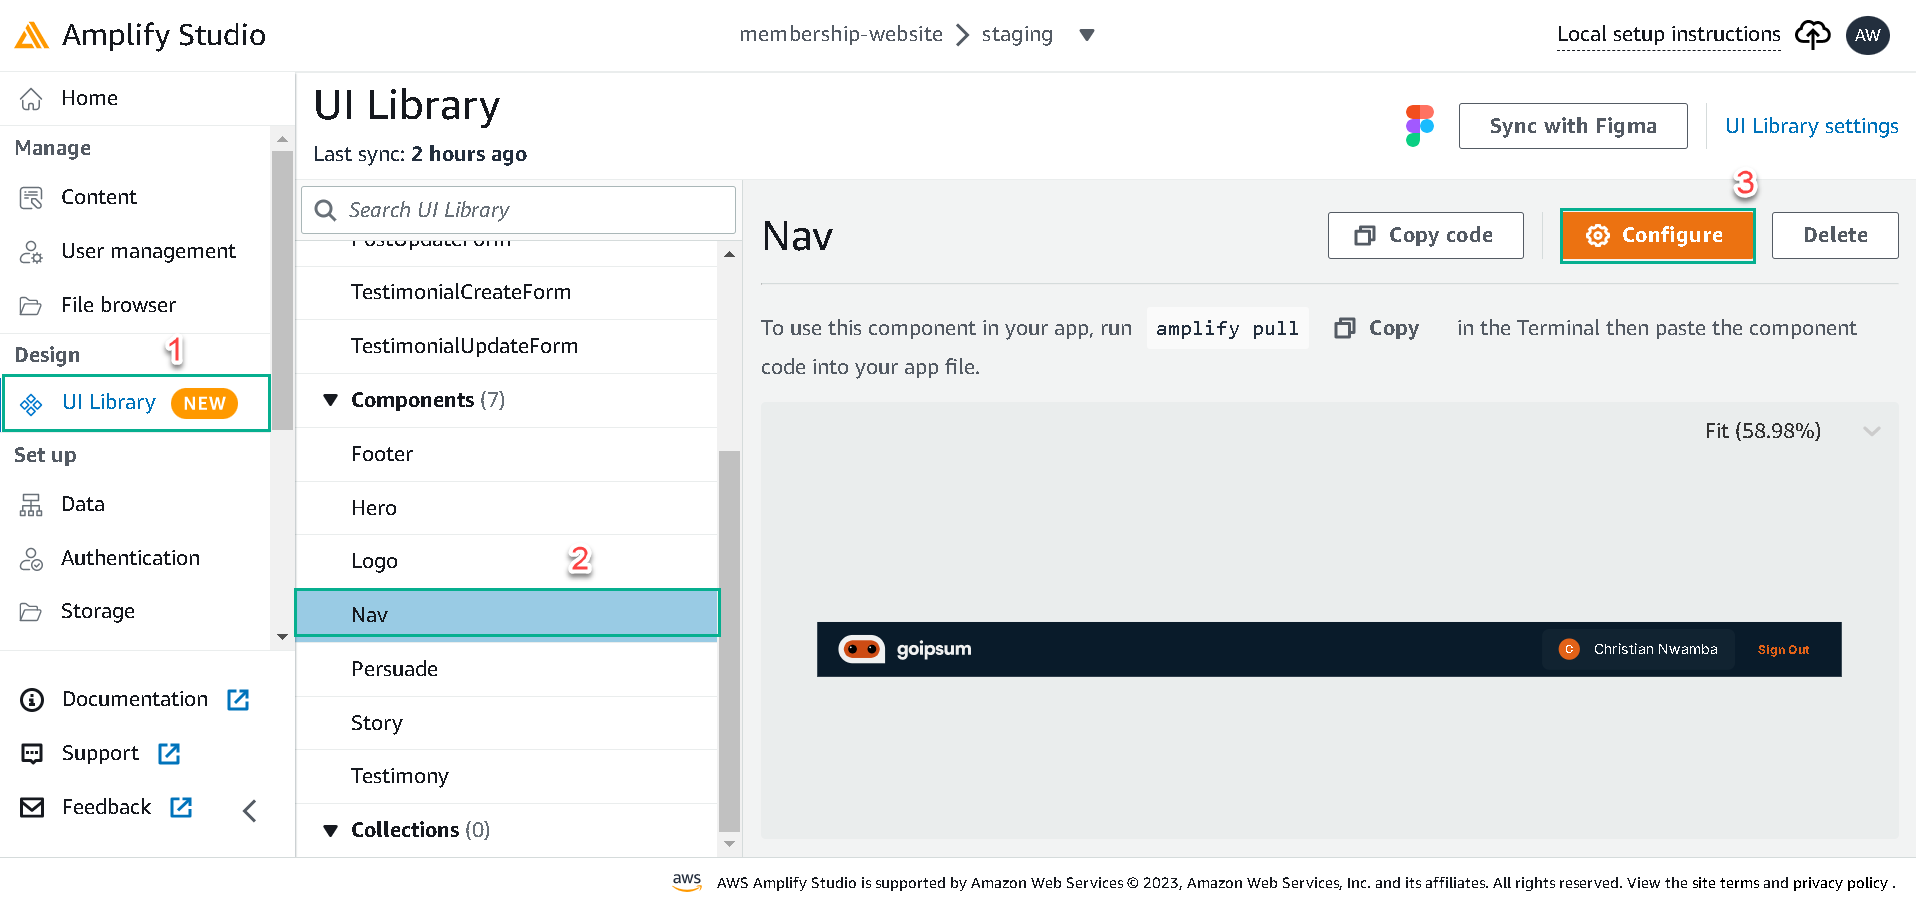 Amplify Studio
membership-website
staging
Local setup instructions
AW
Home
Manage
Content
User management
File browser
Design
1
UI Library NEW
Set up
Data
Authentication
Storage
Documentation
Support
Feedback
UI Library
Last sync: 2 hours ago
Sync with Figma
UI Library settings
Search UI Library
PostUpdateForm
TestimonialCreateForm
TestimonialUpdateForm
Components (7)
Footer
Hero
Logo
2
Nav
Persuade
Story
Testimony
Collections (0)
Nav
Copy code
3
Configure
Delete
To use this component in your app, run amplify pull Copy in the Terminal then paste the component
code into your app file.
Fit (58.98%)
goipsum
C Christian Nwamba
Sign Out
aws AWS Amplify Studio is supported by Amazon Web Services © 2023, Amazon Web Services, Inc. and its affiliates. All rights reserved. View the site terms and privacy policy .